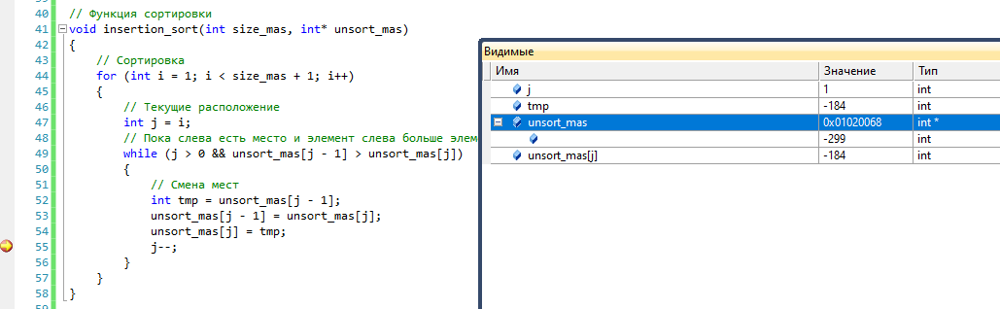 40 // Функция сортировки
41 void insertion_sort(int size_mas, int* unsort_mas)
42 {
43 // Сортировка
44 for (int i = 1; i < size_mas + 1; i++)
45 {
46 // Текущие расположение
47 int j = i;
48 // Пока слева есть место и элемент слева больше элем
49 while (j > 0 && unsort_mas[j - 1] > unsort_mas[j])
50 {
51 // Смена мест
52 int tmp = unsort_mas[j - 1];
53 unsort_mas[j - 1] = unsort_mas[j];
54 unsort_mas[j] = tmp;
55 j--;
56 }
57 }
58 }
Видимые
Имя Значение Тип
j 1 int
tmp -184 int
unsort_mas 0x01020068 int *
-299 int
unsort_mas[j] -184 int